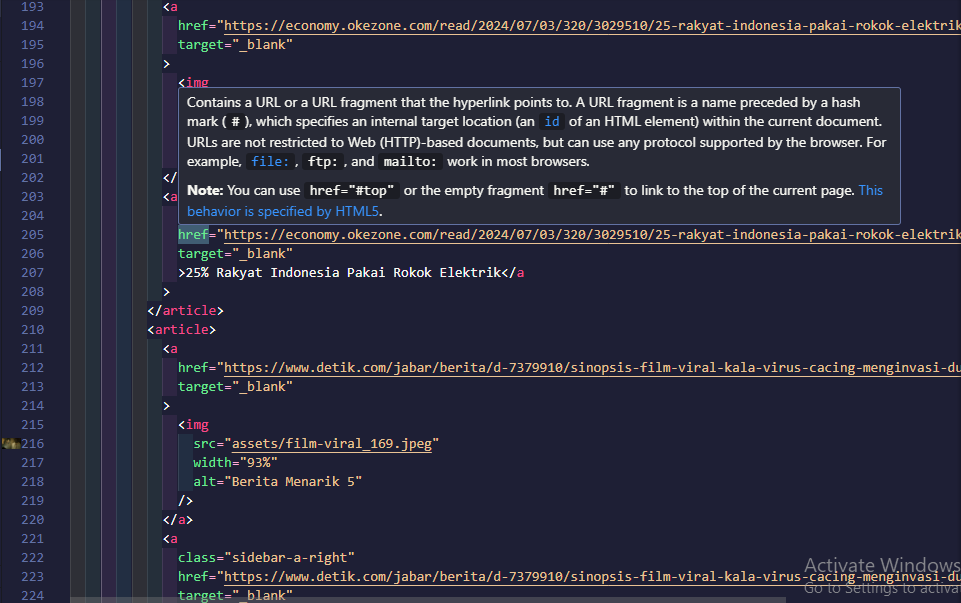 193 <a
194 href="https://economy.okezone.com/read/2024/07/03/320/3029510/25-rakyat-indonesia-pakai-rokok-elektrik
195 target="_blank"
196 >
197 <img
198 Contains a URL or a URL fragment that the hyperlink points to. A URL fragment is a name preceded by a hash
199 mark ( # ), which specifies an internal target location (an id of an HTML element) within the current document.
200 URLs are not restricted to Web (HTTP)-based documents, but can use any protocol supported by the browser. For
201 example, file: , ftp: , and mailto: work in most browsers.
202 </ Note: You can use href="#top" or the empty fragment href="#" to link to the top of the current page. This
203 <a behavior is specified by HTML5.
204
205 href="https://economy.okezone.com/read/2024/07/03/320/3029510/25-rakyat-indonesia-pakai-rokok-elektrik
206 target="_blank"
207 >25% Rakyat Indonesia Pakai Rokok Elektrik</a
208 >
209 </article>
210 <article>
211 <a
212 href="https://www.detik.com/jabar/berita/d-7379910/sinopsis-film-viral-kala-virus-cacing-menginvasi-du
213 target="_blank"
214 >
215 <img
216 src="assets/film-viral_169.jpeg"
217 width="93%"
218 alt="Berita Menarik 5"
219 />
220 </a>
221 <a
222 class="sidebar-a-right"
223 href="https://www.detik.com/jabar/berita/d-7379910/sinopsis-film-viral-kala-virus-cacing-menginvasi-du
224 target="_blank"
Activate Windows
Go to Settings to activa